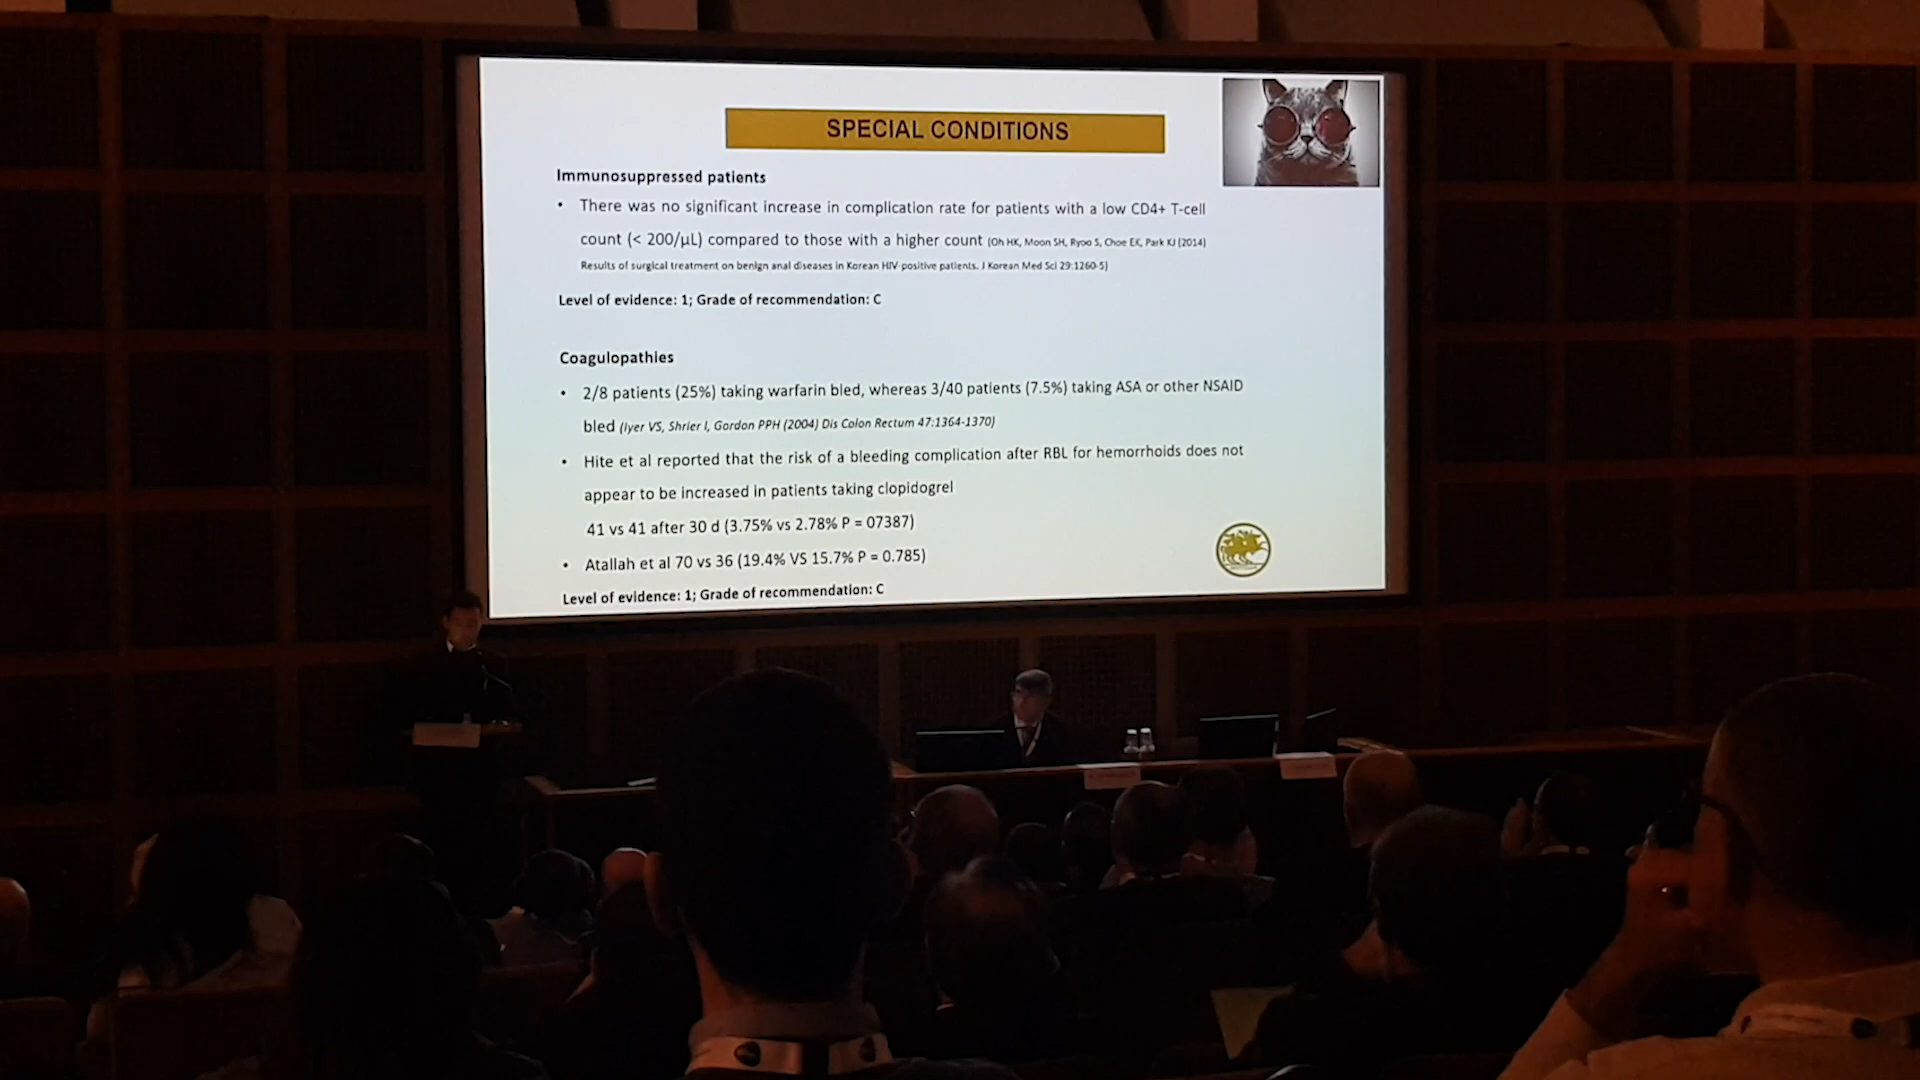 SPECIAL CONDITIONS
Immunosuppressed patients
• There was no significant increase in complication rate for patients with a low CD4+ T-cell
count (< 200/µL) compared to those with a higher count (Oh HK, Moon SH, Ryoo S, Choe EK, Park KJ (2014)
Results of surgical treatment on benign anal diseases in Korean HIV-positive patients. J Korean Med Sci 29:1260-5)
Level of evidence: 1; Grade of recommendation: C
Coagulopathies
• 2/8 patients (25%) taking warfarin bled, whereas 3/40 patients (7.5%) taking ASA or other NSAID
bled (Iyer VS, Shrier I, Gordon PPH (2004) Dis Colon Rectum 47:1364-1370)
• Hite et al reported that the risk of a bleeding complication after RBL for hemorrhoids does not
appear to be increased in patients taking clopidogrel
41 vs 41 after 30 d (3.75% vs 2.78% P = 07387)
• Atallah et al 70 vs 36 (19.4% VS 15.7% P = 0.785)
Level of evidence: 1; Grade of recommendation: C